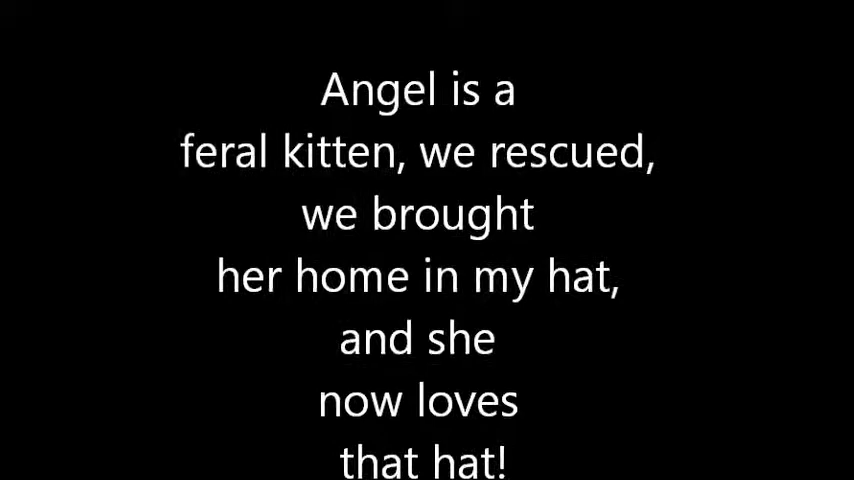 Angel is a
feral kitten, we rescued,
we brought
her home in my hat,
and she
now loves
that hat!